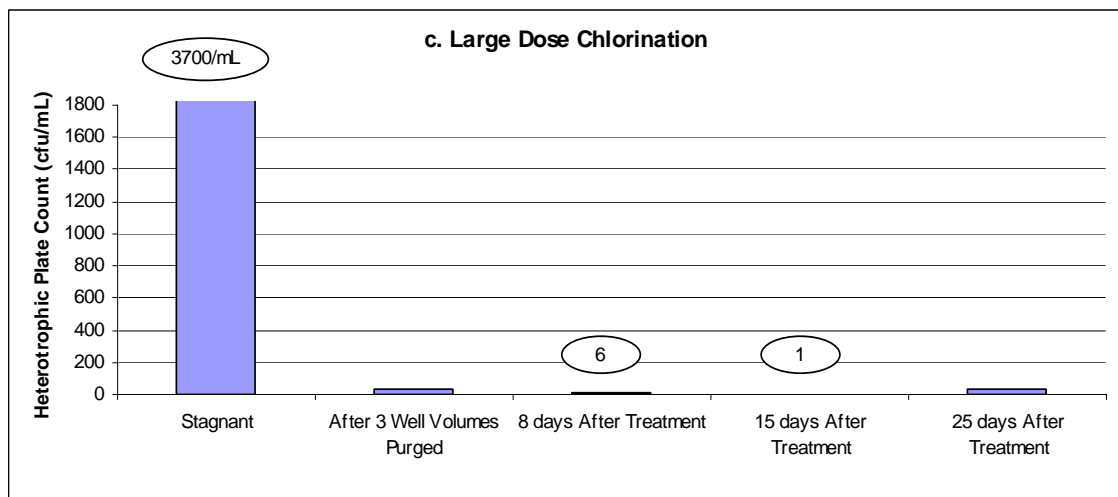 c. Large Dose Chlorination
3700/mL
Heterotrophic Plate Count (cfu/mL)
1800
1600
1400
1200
1000
800
600
400
200
0
6
1
Stagnant
After 3 Well Volumes
Purged
8 days After Treatment
15 days After
Treatment
25 days After
Treatment